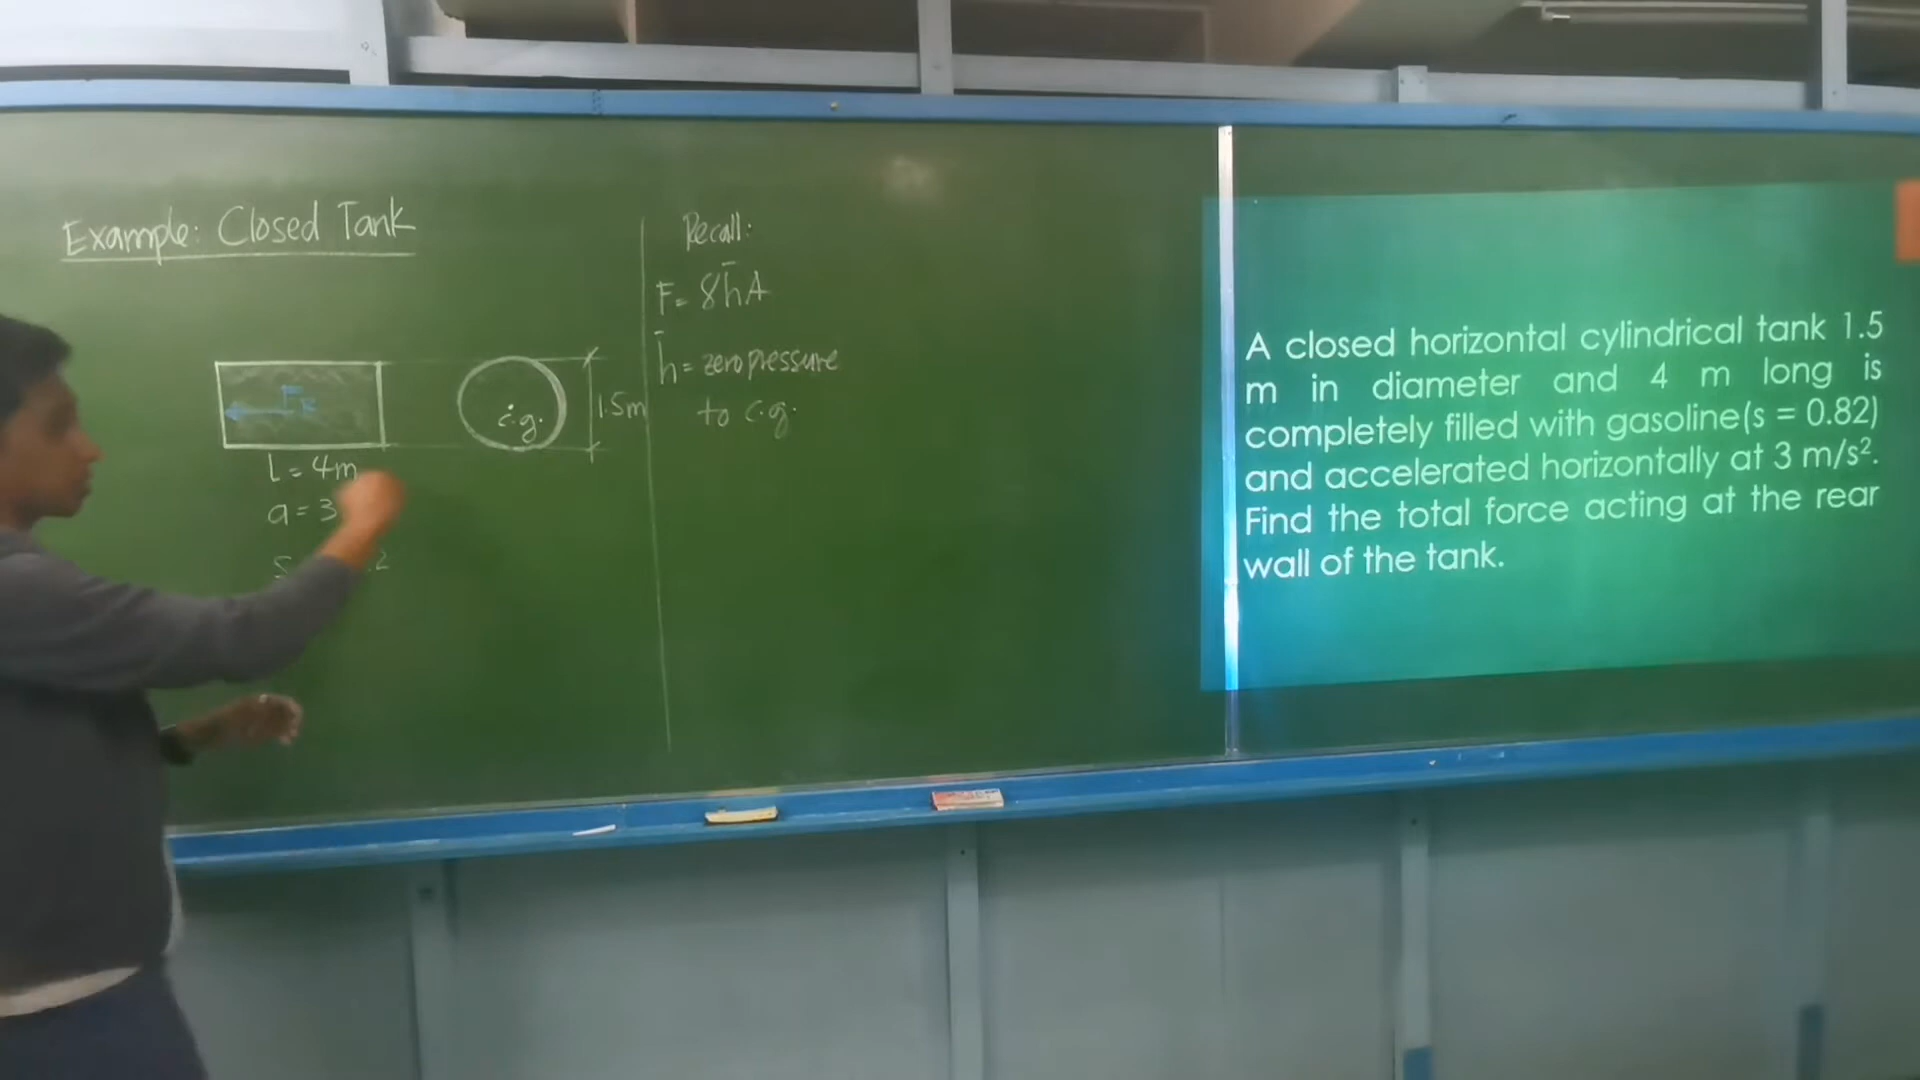 Example: Closed Tank
c.g.
1.5m
L = 4m
a = 3
Recall:
F = γh̄A
h̄ = zero pressure
to c.g.
A closed horizontal cylindrical tank 1.5
m in diameter and 4 m long is
completely filled with gasoline(s = 0.82)
and accelerated horizontally at 3 m/s².
Find the total force acting at the rear
wall of the tank.